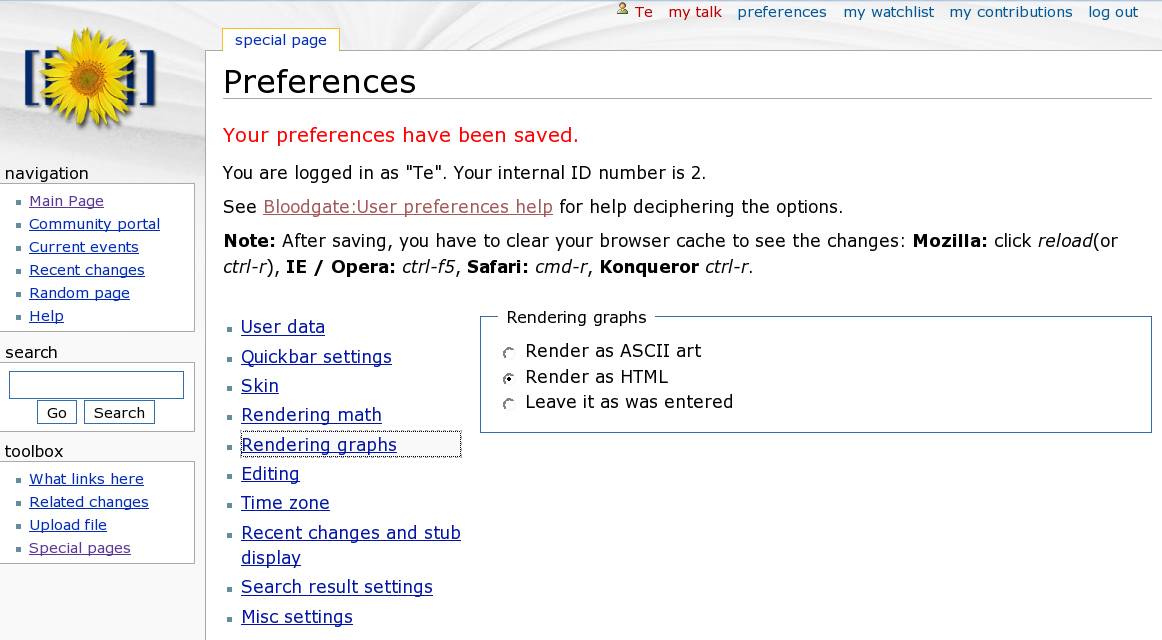 Te my talk preferences my watchlist my contributions log out
special page
Preferences
Your preferences have been saved.
You are logged in as "Te". Your internal ID number is 2.
See Bloodgate:User preferences help for help deciphering the options.
Note: After saving, you have to clear your browser cache to see the changes: Mozilla: click reload(or
ctrl-r), IE / Opera: ctrl-f5, Safari: cmd-r, Konqueror ctrl-r.
navigation
Main Page
Community portal
Current events
Recent changes
Random page
Help
search
Go Search
toolbox
What links here
Related changes
Upload file
Special pages
User data
Quickbar settings
Skin
Rendering math
Rendering graphs
Editing
Time zone
Recent changes and stub
display
Search result settings
Misc settings
Rendering graphs
Render as ASCII art
Render as HTML
Leave it as was entered